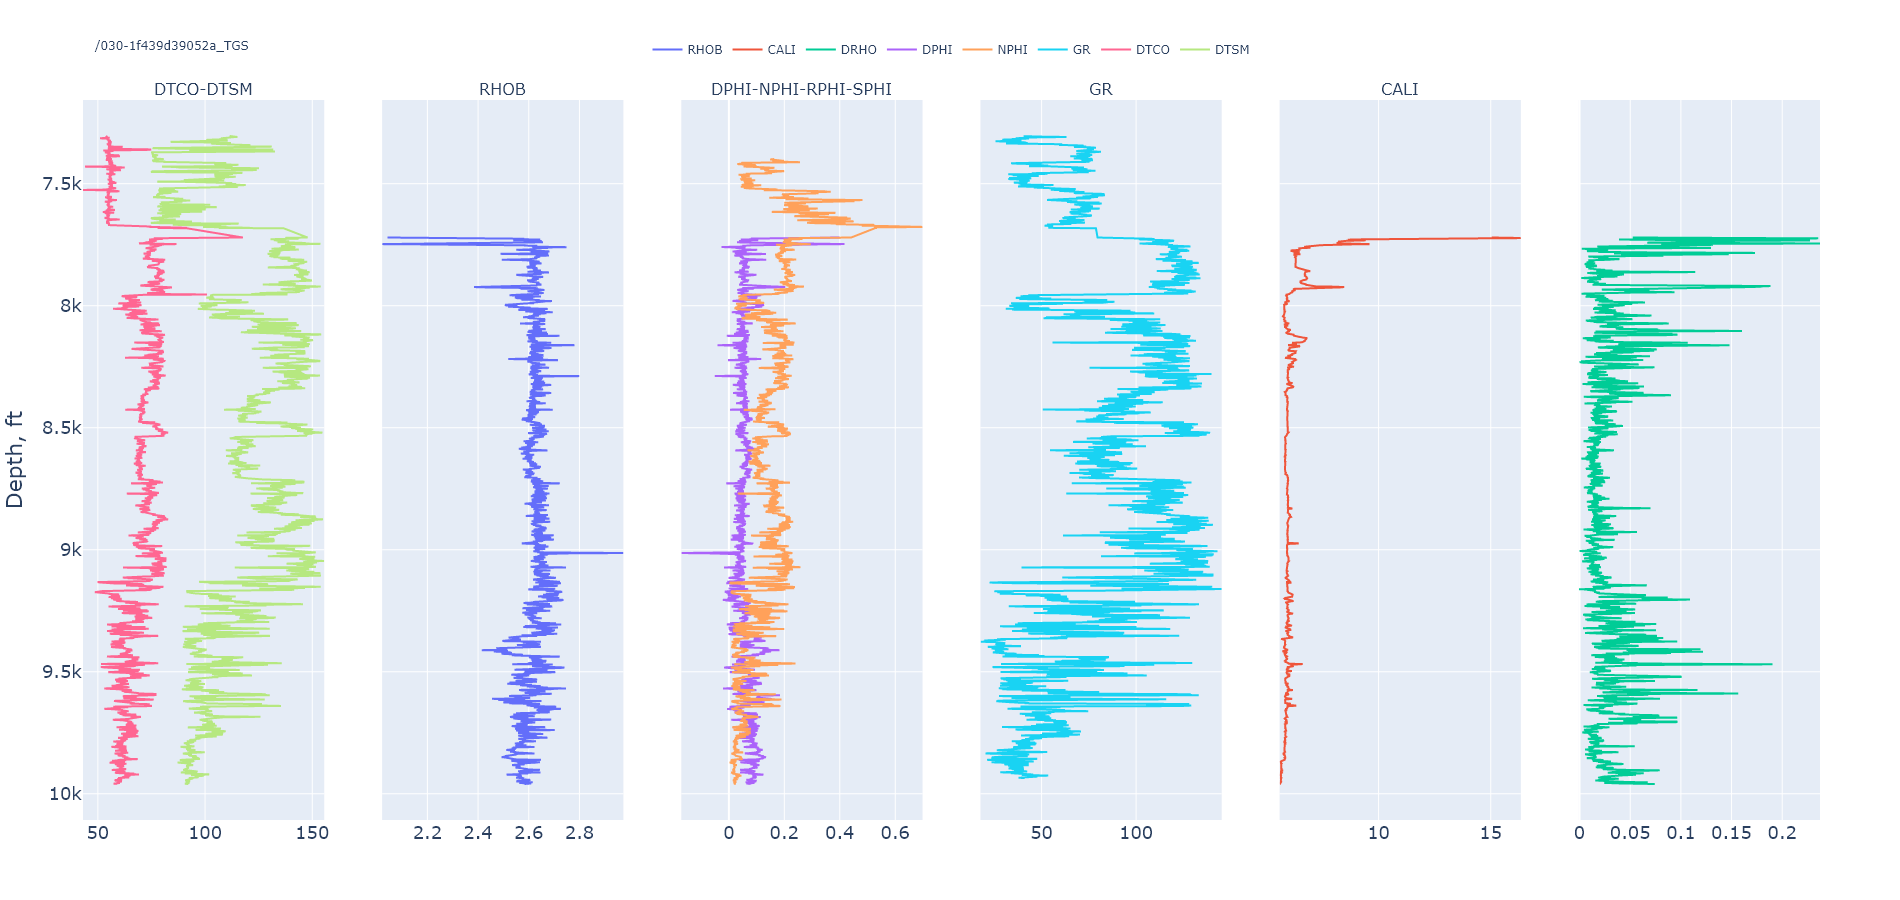 /030-1f439d39052a_TGS
RHOB CALI DRHO DPHI NPHI GR DTCO DTSM
DTCO-DTSM RHOB DPHI-NPHI-RPHI-SPHI GR CALI
Depth, ft
7.5k
8k
8.5k
9k
9.5k
10k
50 100 150 2.2 2.4 2.6 2.8 0 0.2 0.4 0.6 50 100 10 15 0 0.05 0.1 0.15 0.2